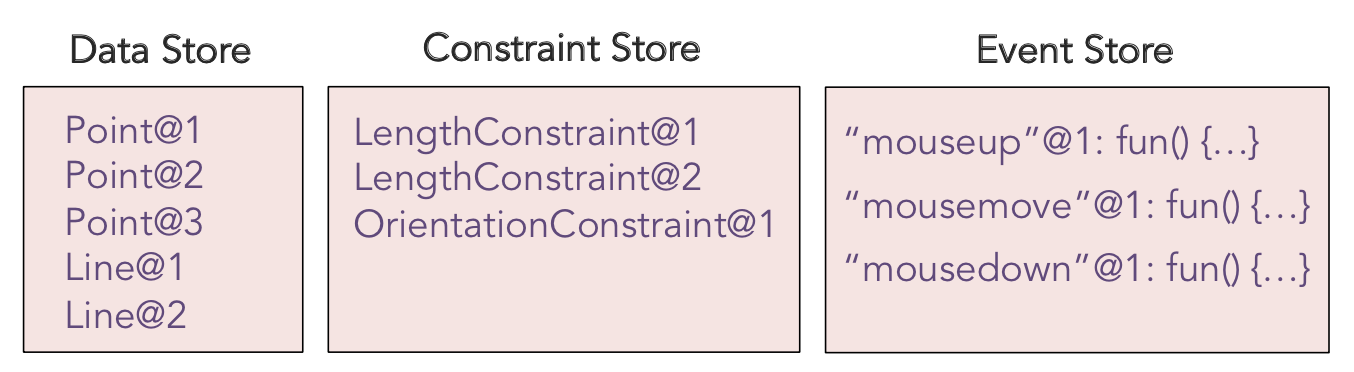 Data Store
Point@1
Point@2
Point@3
Line@1
Line@2
Constraint Store
LengthConstraint@1
LengthConstraint@2
OrientationConstraint@1
Event Store
“mouseup”@1: fun() {…}
“mousemove”@1: fun() {…}
“mousedown”@1: fun() {…}